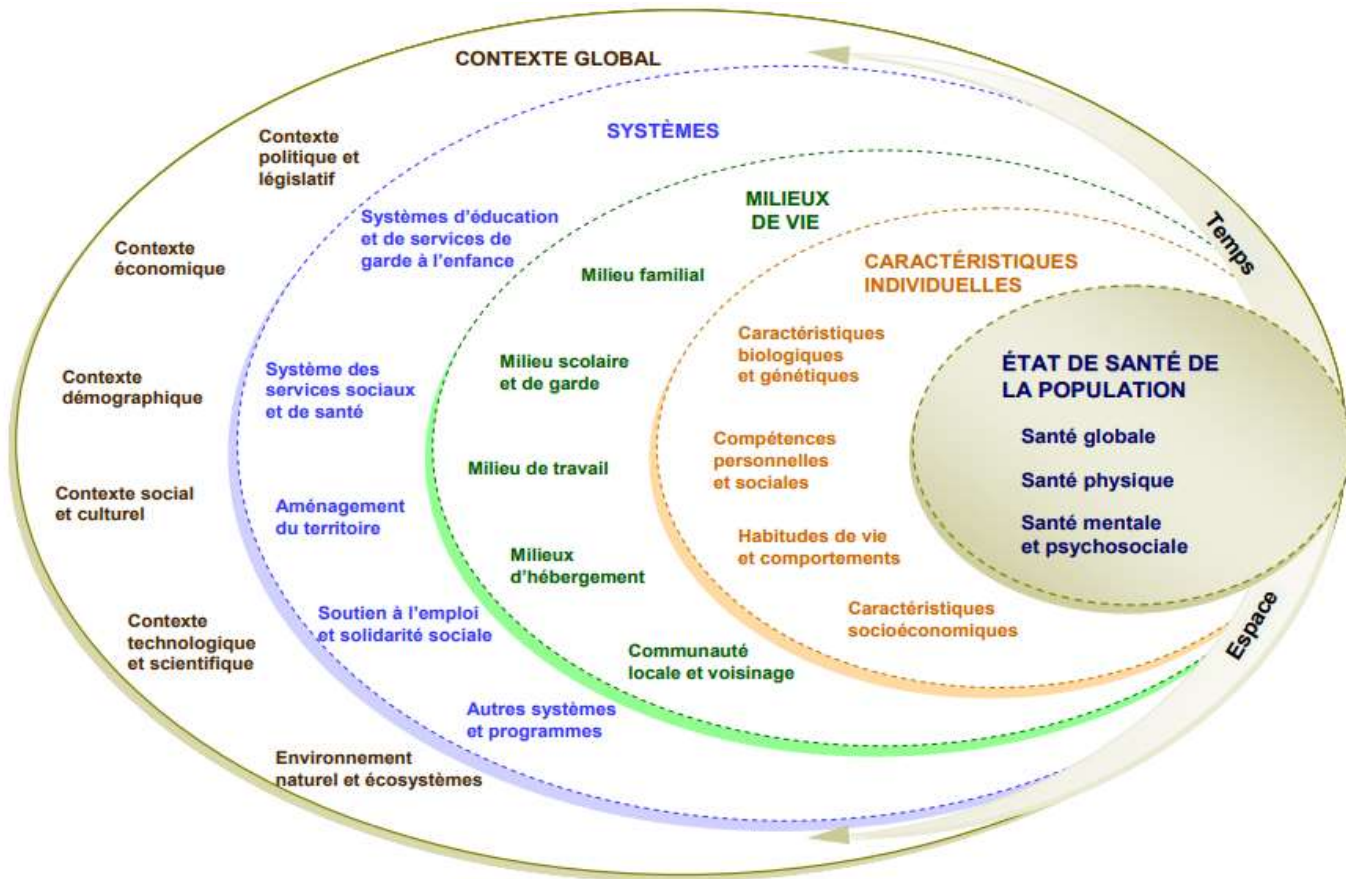 CONTEXTE GLOBAL
Contexte
politique et
législatif
Contexte
économique
Contexte
démographique
Contexte social
et culturel
Contexte
technologique
et scientifique
Environnement
naturel et écosystèmes
SYSTÈMES
Systèmes d'éducation
et de services de
garde à l'enfance
Système des
services sociaux
et de santé
Aménagement
du territoire
Soutien à l'emploi
et solidarité sociale
Autres systèmes
et programmes
MILIEUX
DE VIE
Milieu familial
Milieu scolaire
et de garde
Milieu de travail
Milieux
d'hébergement
Communauté
locale et voisinage
CARACTÉRISTIQUES
INDIVIDUELLES
Caractéristiques
biologiques
et génétiques
Compétences
personnelles
et sociales
Habitudes de vie
et comportements
Caractéristiques
socioéconomiques
ÉTAT DE SANTÉ DE
LA POPULATION
Santé globale
Santé physique
Santé mentale
et psychosociale
Temps
Espace